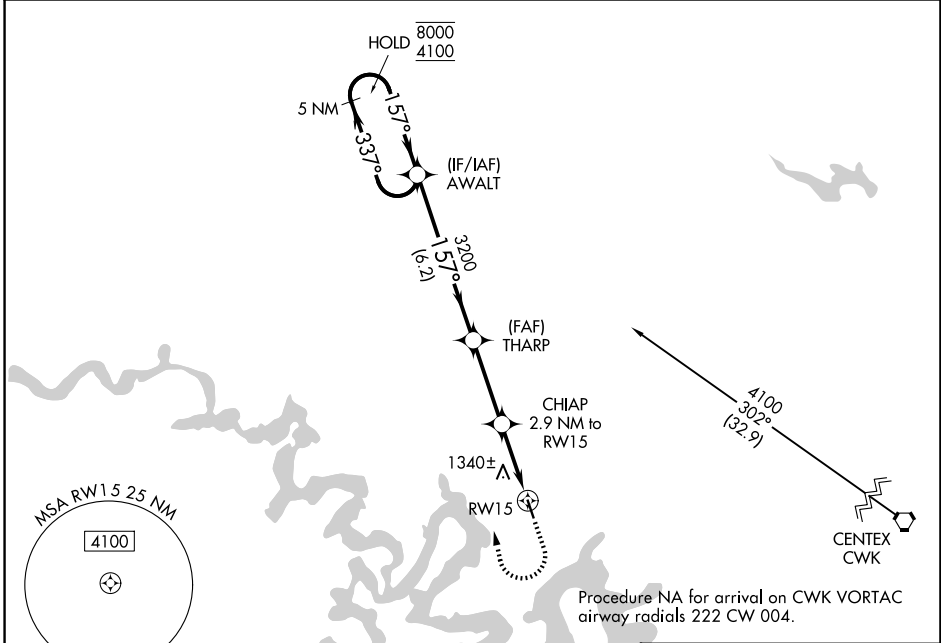 HOLD 8000
4100
5 NM
157°
337°
(IF/IAF)
AWALT
3200
157°
(6.2)
(FAF)
THARP
CHIAP
2.9 NM to
RW15
1340±
RW15
4100
302°
(32.9)
CENTEX
CWK
MSA RW15 25 NM
4100
Procedure NA for arrival on CWK VORTAC
airway radials 222 CW 004.